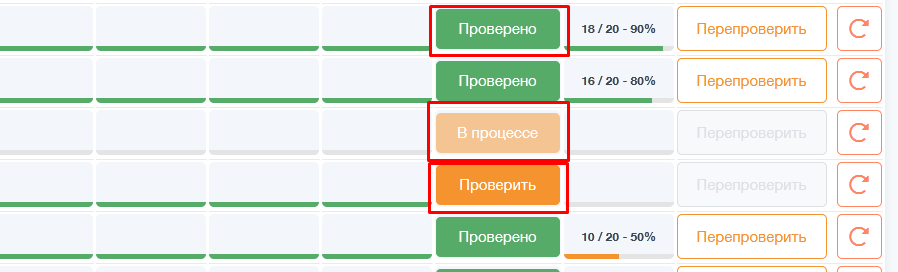 Проверено 18 / 20 - 90% Перепроверить
Проверено 16 / 20 - 80% Перепроверить
В процессе Перепроверить
Проверить Перепроверить
Проверено 10 / 20 - 50% Перепроверить